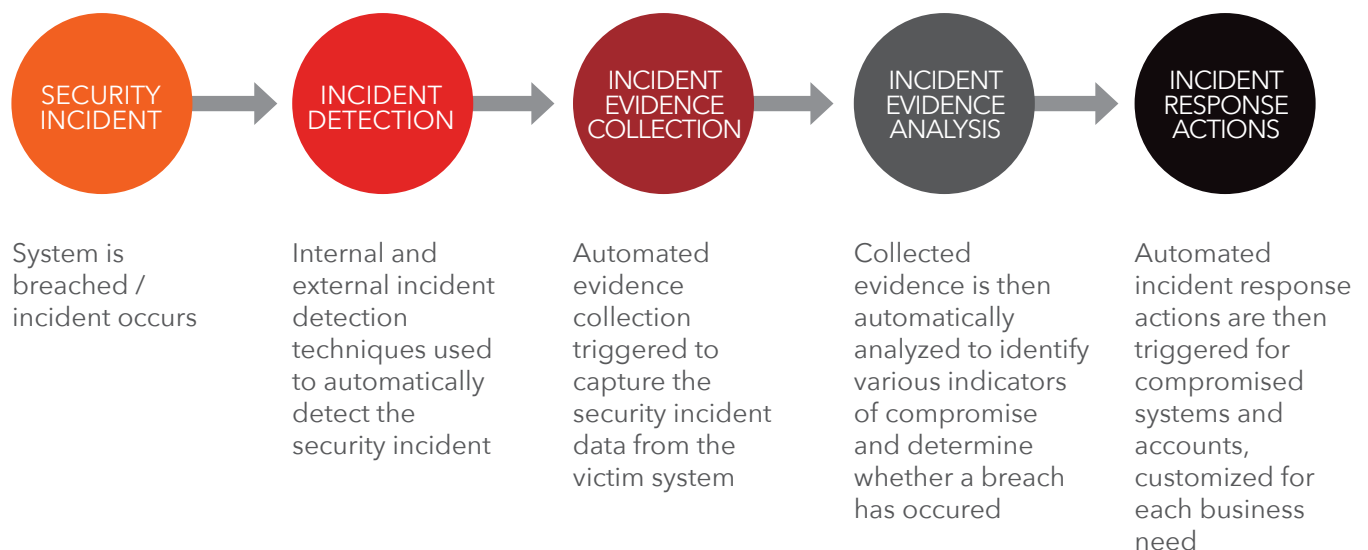 SECURITY
INCIDENT
INCIDENT
DETECTION
INCIDENT
EVIDENCE
COLLECTION
INCIDENT
EVIDENCE
ANALYSIS
INCIDENT
RESPONSE
ACTIONS
System is
breached /
incident occurs
Internal and
external incident
detection
techniques used
to automatically
detect the
security incident
Automated
evidence
collection
triggered to
capture the
security incident
data from the
victim system
Collected
evidence is then
automatically
analyzed to identify
various indicators
of compromise
and determine
whether a breach
has occured
Automated
incident response
actions are then
triggered for
compromised
systems and
accounts,
customized for
each business
need